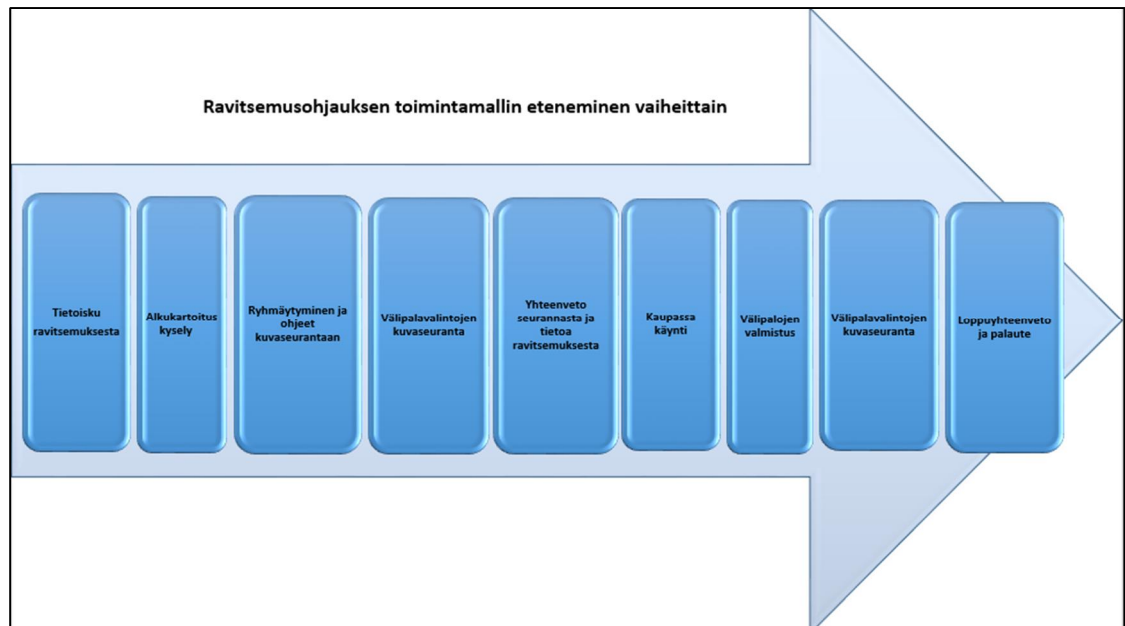 Ravitsemusohjauksen toimintamallin eteneminen vaiheittain
Tietoisku
ravitsemuksesta
Alkukartoitus
kysely
Ryhmäytyminen ja
ohjeet
kuvaseurantaan
Välipalavalintojen
kuvaseuranta
Yhteenveto
seurannasta ja
tietoa
ravitsemuksesta
Kaupassa
käynti
Välipalojen
valmistus
Välipalavalintojen
kuvaseuranta
Loppuyhteenveto
ja palaute